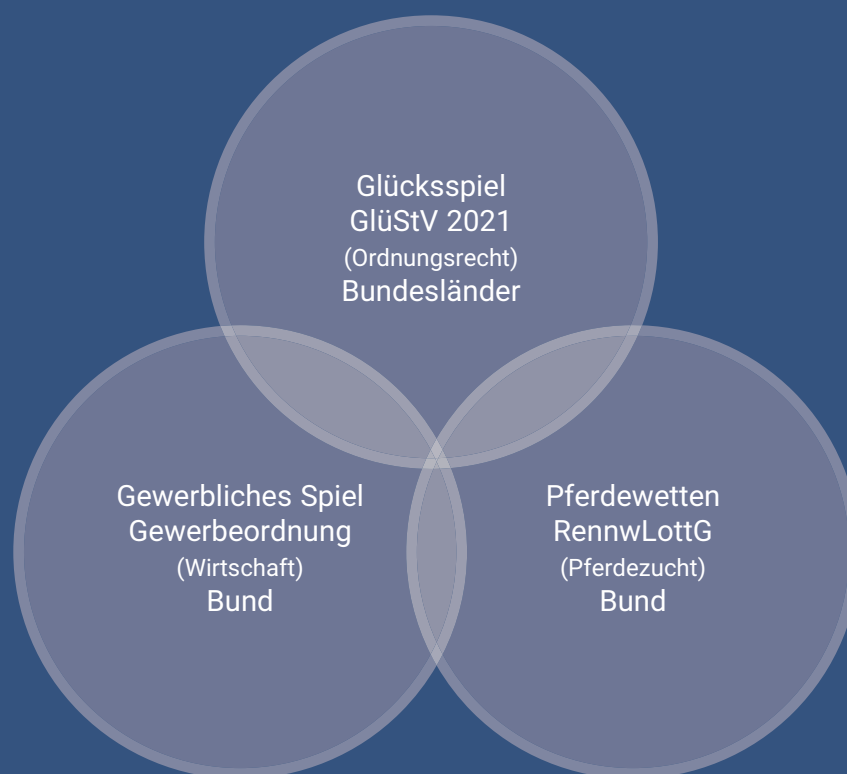 Glücksspiel
GlüStV 2021
(Ordnungsrecht)
Bundesländer
Gewerbliches Spiel
Gewerbeordnung
(Wirtschaft)
Bund
Pferdewetten
RennwLottG
(Pferdezucht)
Bund